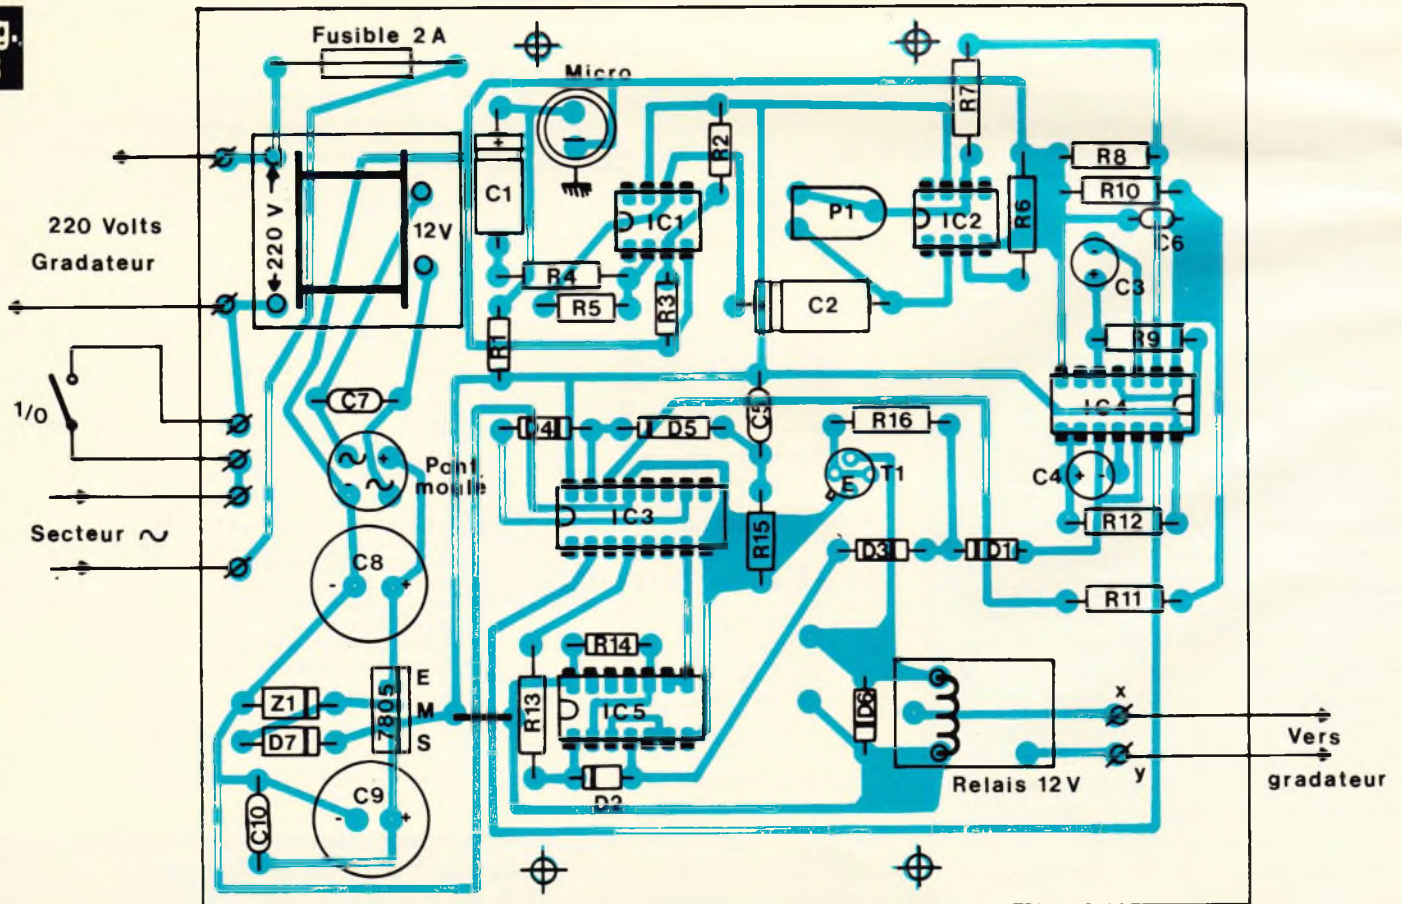 g.
Fusible 2 A
Micro
R7
R2
R8
R10
C1
P1
IC1
IC2
R6
C6
220 V
12 V
220 Volts
Gradateur
C3
R4
R5
R3
C2
R1
R9
1/0
C7
C5
IC4
D4
D5
R16
Pont
moulé
E
T1
C4
Secteur ~
IC3
R15
R12
C8
D3
D1
R11
R14
Z1
7805
E
M
S
D7
R13
IC5
D6
x
y
Vers
gradateur
Relais 12 V
D2
C9
C10